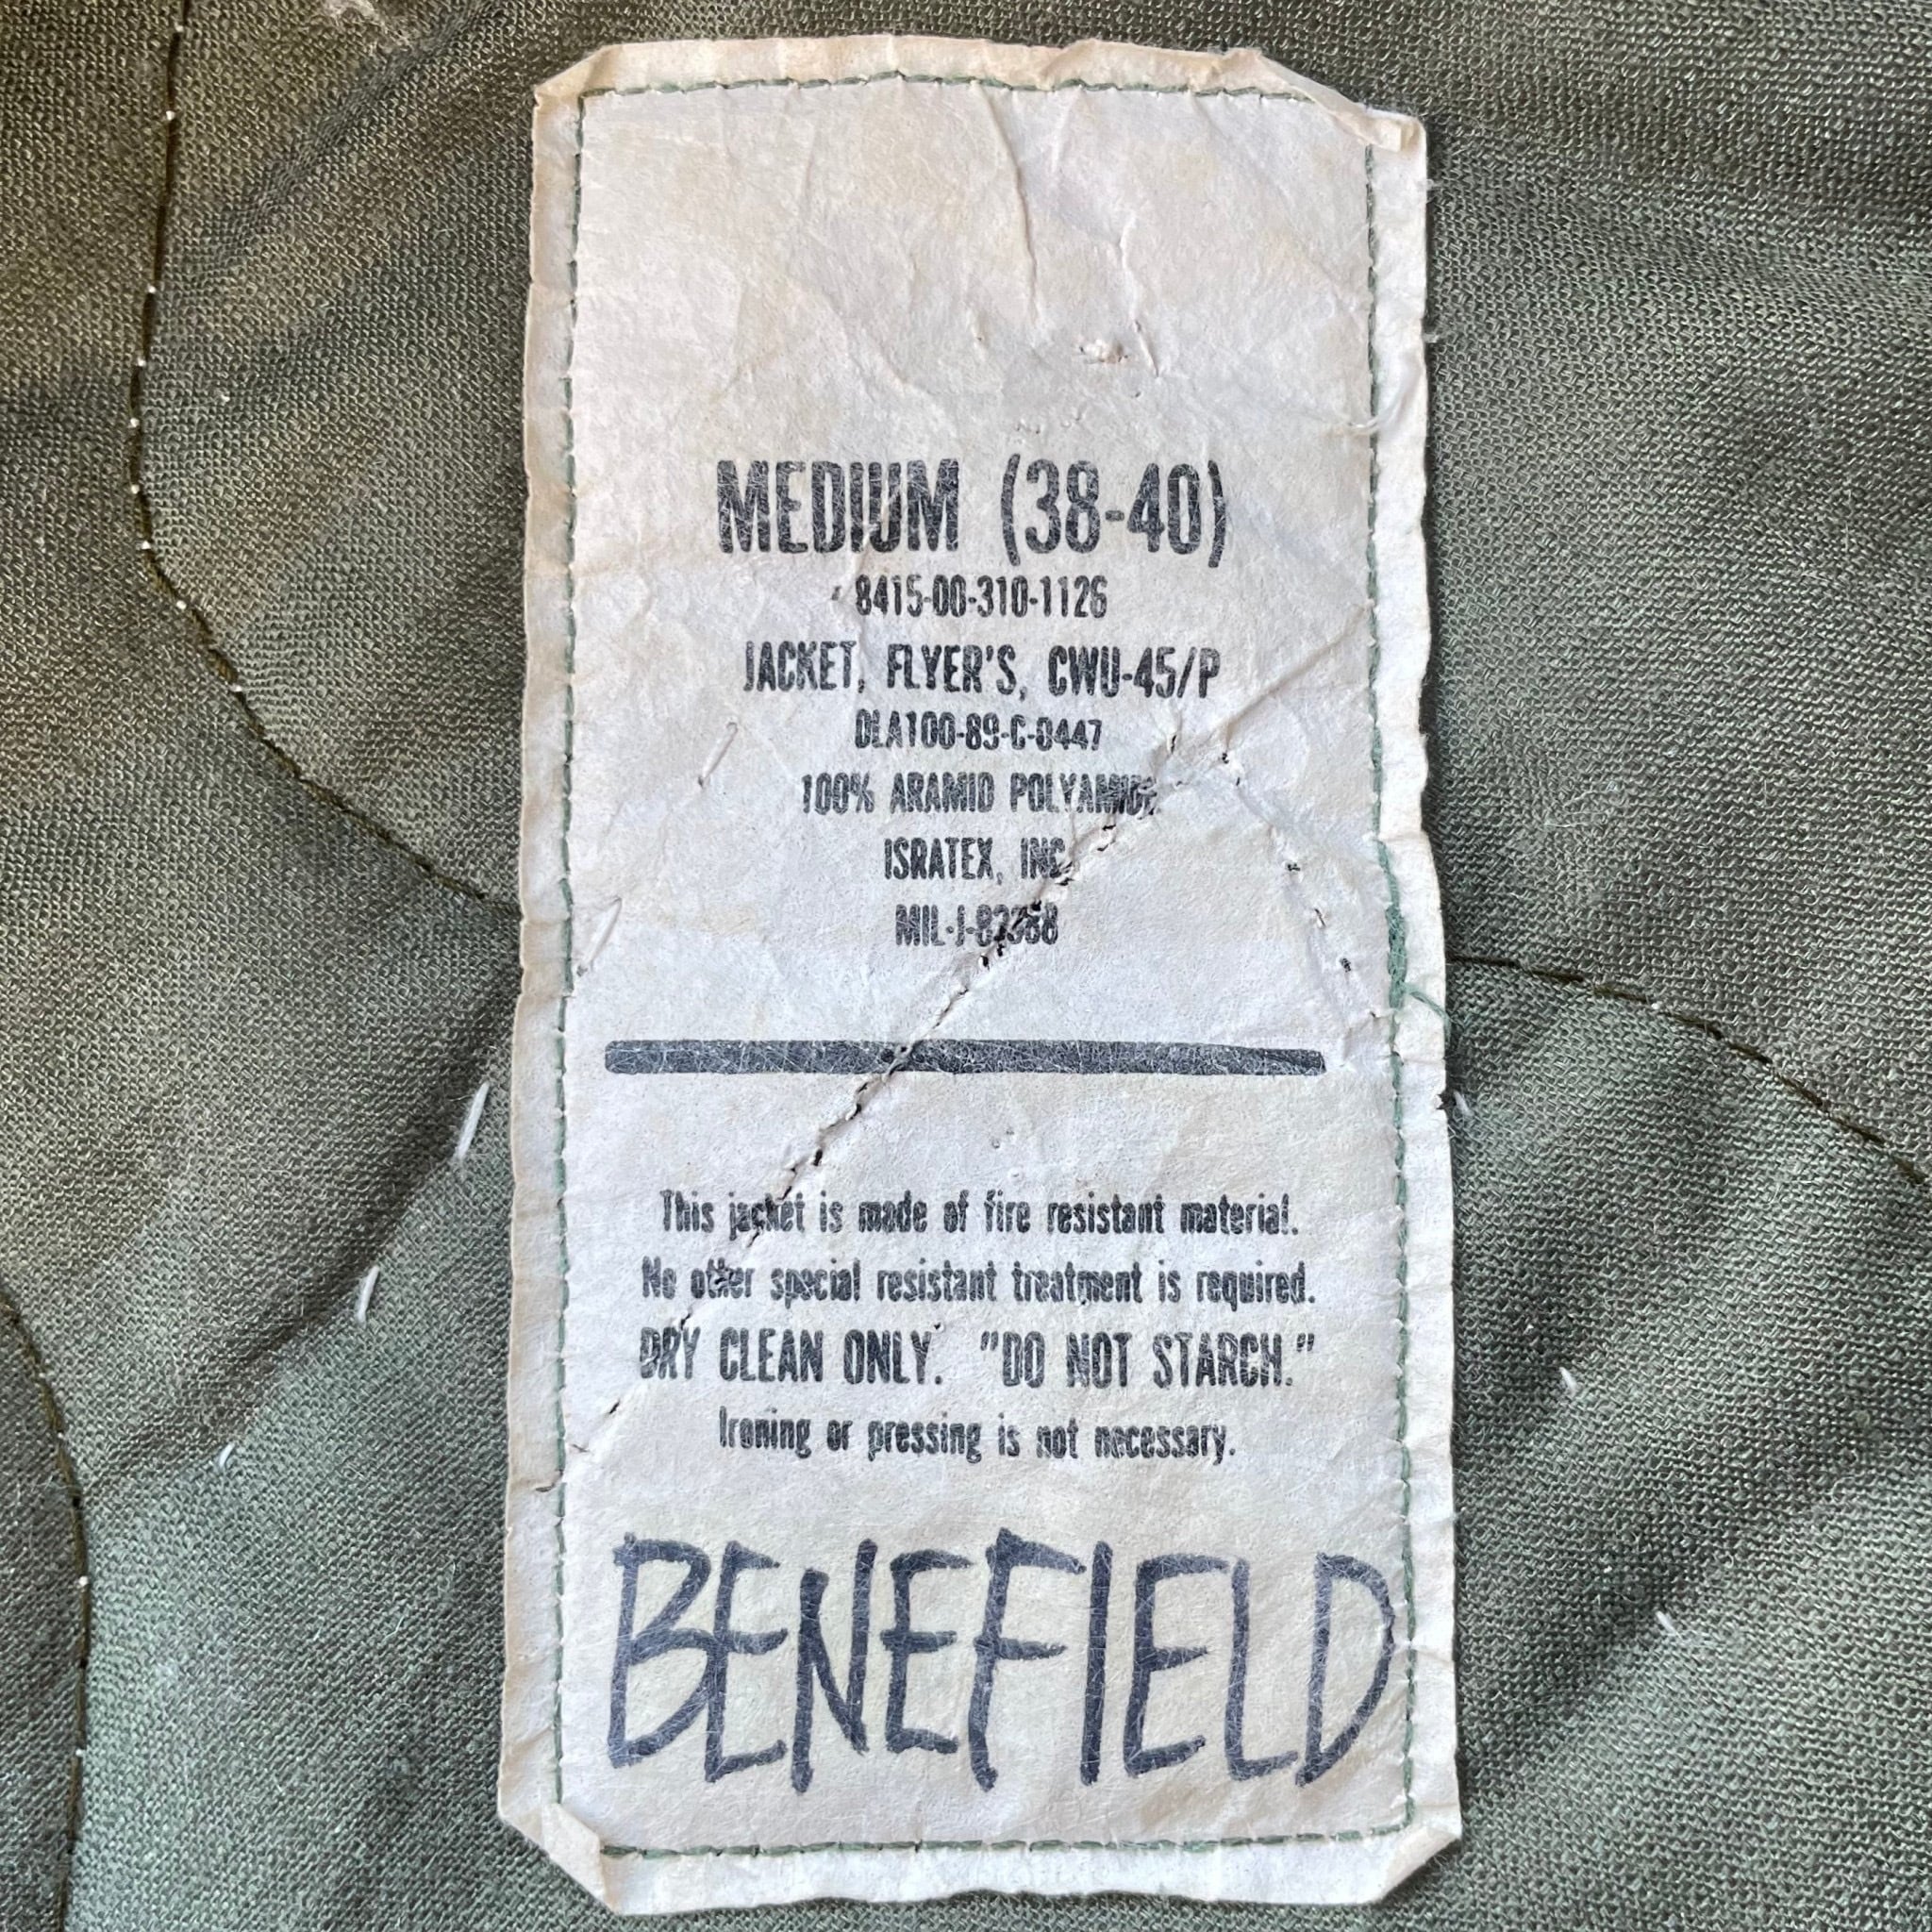 MEDIUM (38-40)
8415-00-310-1126
JACKET, FLYER'S, CWU-45/P
DLA100-89-C-0447
100% ARAMID POLYAMIDE
ISRATEX, INC.
MIL-J-83388
This jacket is made of fire resistant material.
No other special resistant treatment is required.
DRY CLEAN ONLY. "DO NOT STARCH."
Ironing or pressing is not necessary.
BENEFIELD